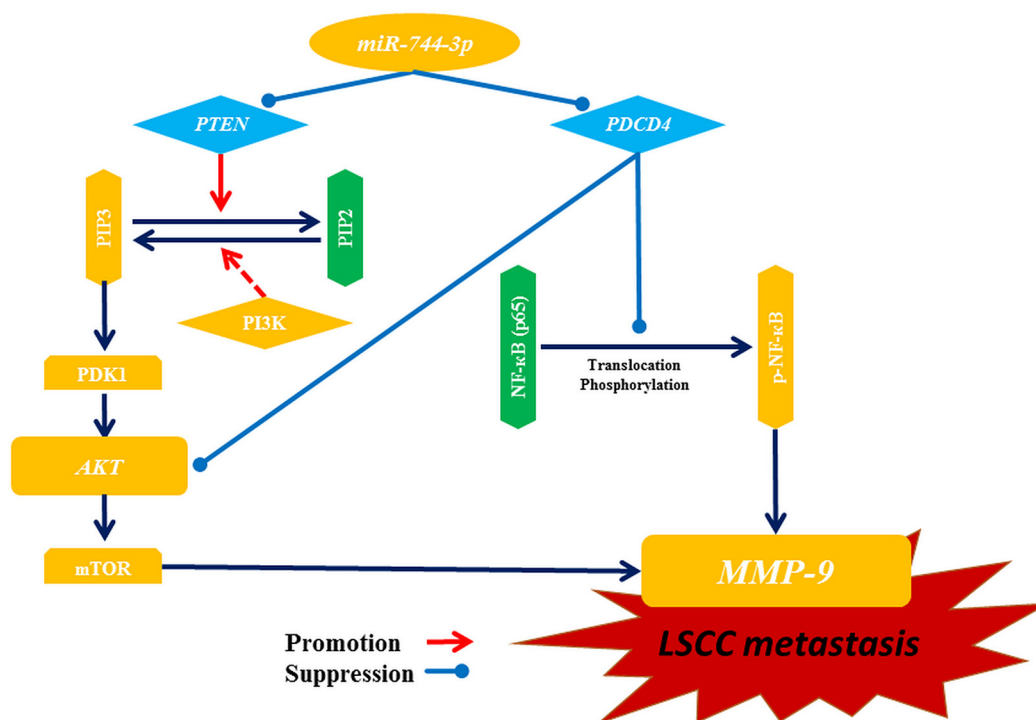 miR-744-3p
PTEN
PDCD4
PIP3
PIP2
PI3K
NF-κB (p65)
Translocation
Phosphorylation
p-NF-κB
PDK1
AKT
mTOR
MMP-9
LSCC metastasis
Promotion
Suppression